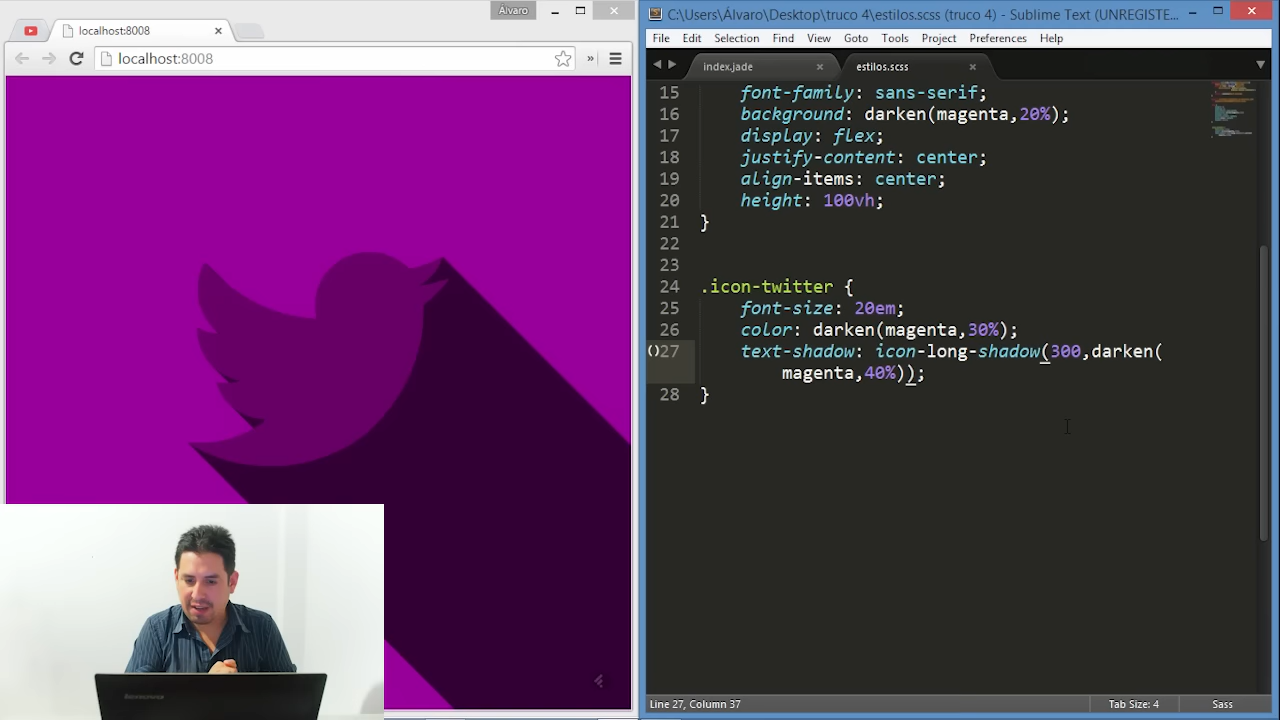 Álvaro
localhost:8008
localhost:8008
»
C:\Users\Álvaro\Desktop\truco 4\estilos.scss (truco 4) - Sublime Text (UNREGISTE...
File Edit Selection Find View Goto Tools Project Preferences Help
index.jade estilos.scss
15 font-family: sans-serif;
16 background: darken(magenta,20%);
17 display: flex;
18 justify-content: center;
19 align-items: center;
20 height: 100vh;
21 }
22
23
24 .icon-twitter {
25 font-size: 20em;
26 color: darken(magenta,30%);
27 text-shadow: icon-long-shadow(300,darken(
magenta,40%));
28 }
Line 27, Column 37 Tab Size: 4 Sass